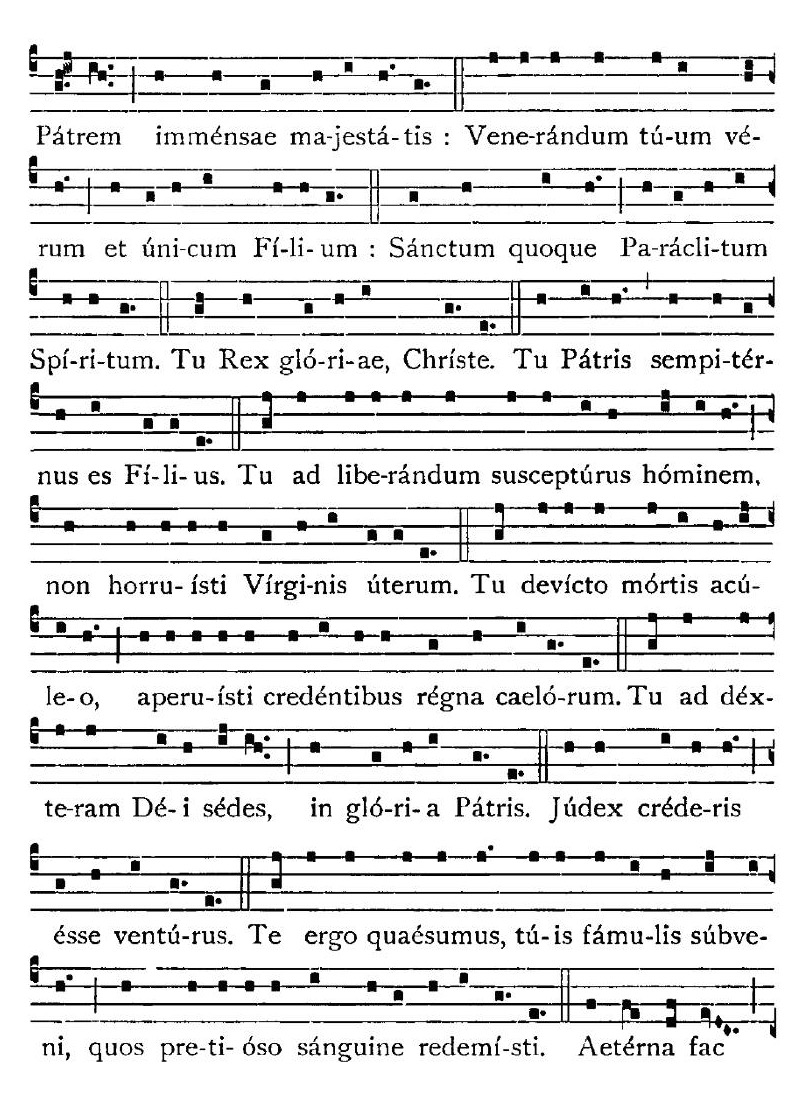 Pátrem imménsae ma-jestá-tis : Vene-rándum tú-um vé-
rum et úni-cum Fí-li-um : Sánctum quoque Pa-rácli-tum
Spí-ri-tum. Tu Rex gló-ri-ae, Chríste. Tu Pátris sempi-tér-
nus es Fí-li-us. Tu ad libe-rándum susceptúrus hóminem,
non horru-ísti Vírgi-nis úterum. Tu devícto mórtis acú-
le-o, aperu-ísti credéntibus régna caeló-rum. Tu ad déx-
te-ram Dé-i sédes, in gló-ri-a Pátris. Júdex créde-ris
ésse ventú-rus. Te ergo quaésumus, tú-is fámu-lis súbve-
ni, quos pre-ti-óso sánguine redemí-sti. Aetérna fac